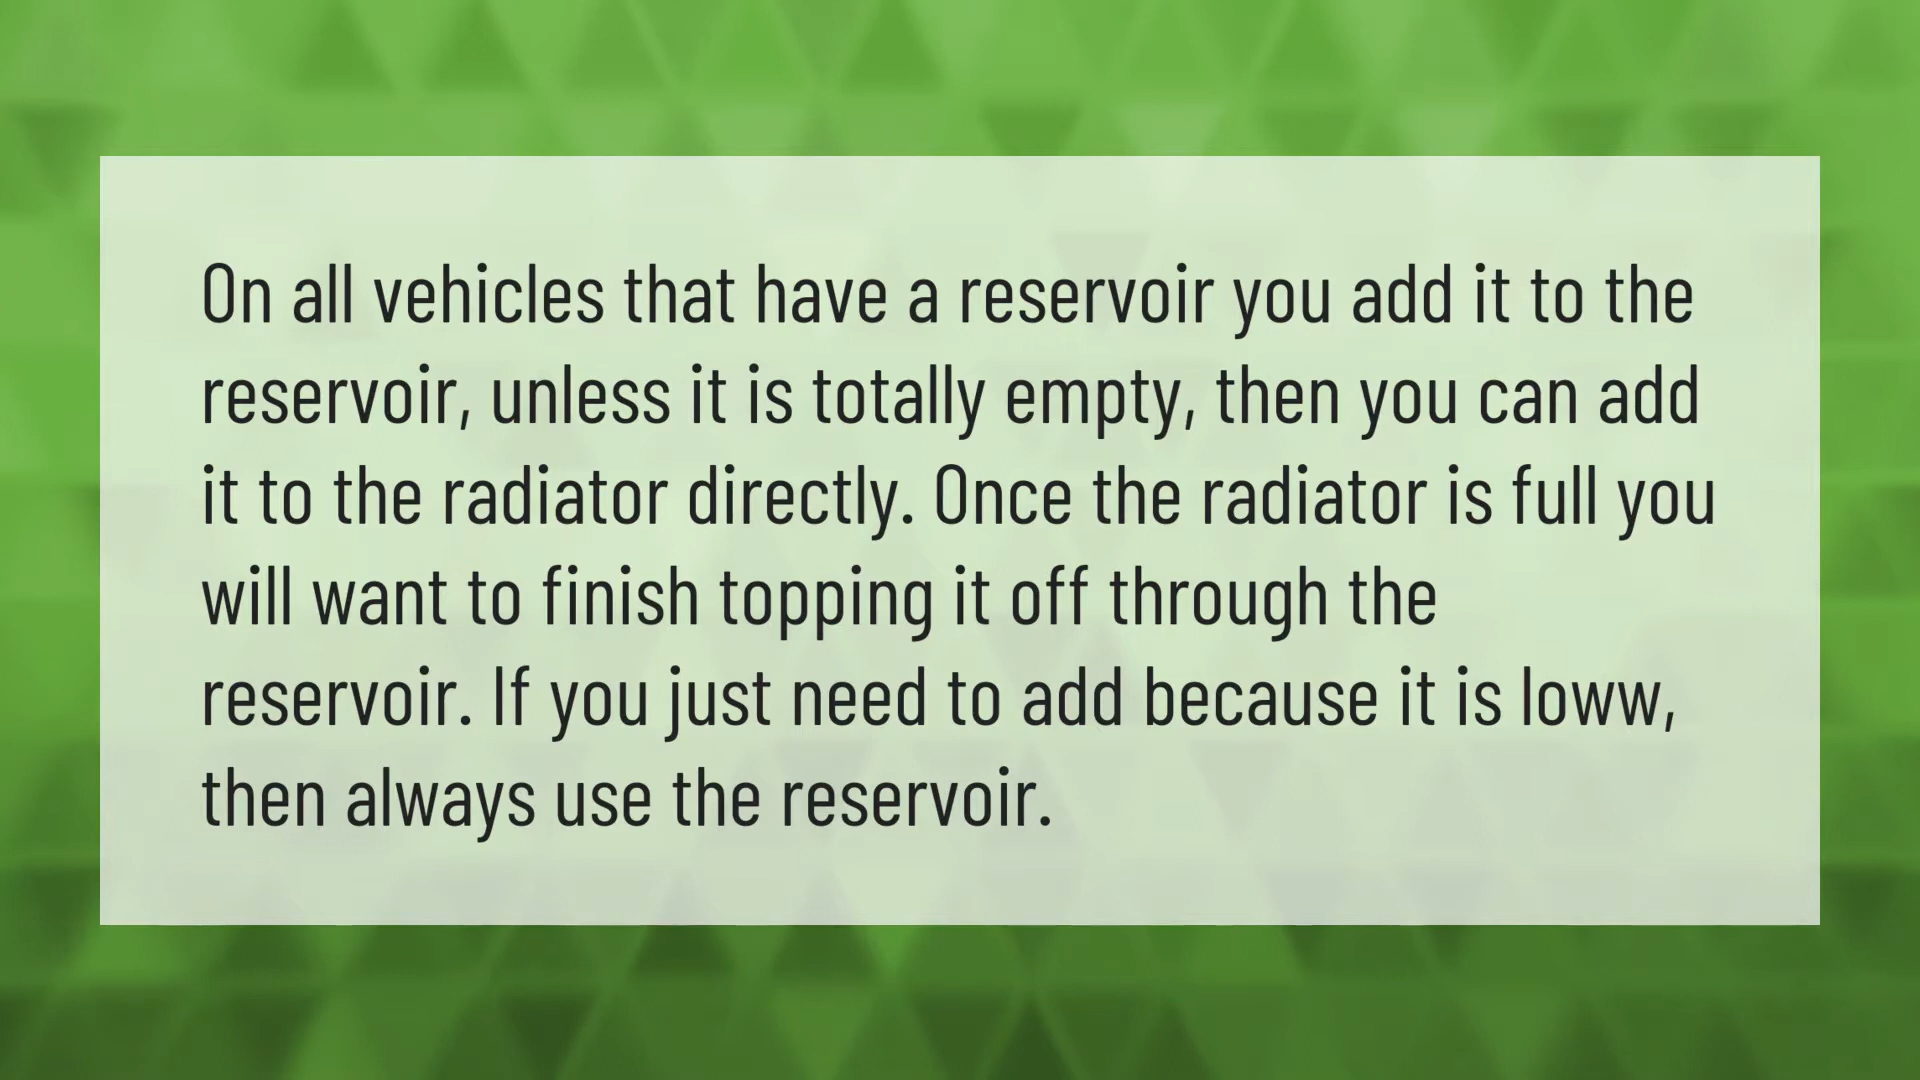 On all vehicles that have a reservoir you add it to the
reservoir, unless it is totally empty, then you can add
it to the radiator directly. Once the radiator is full you
will want to finish topping it off through the
reservoir. If you just need to add because it is loww,
then always use the reservoir.